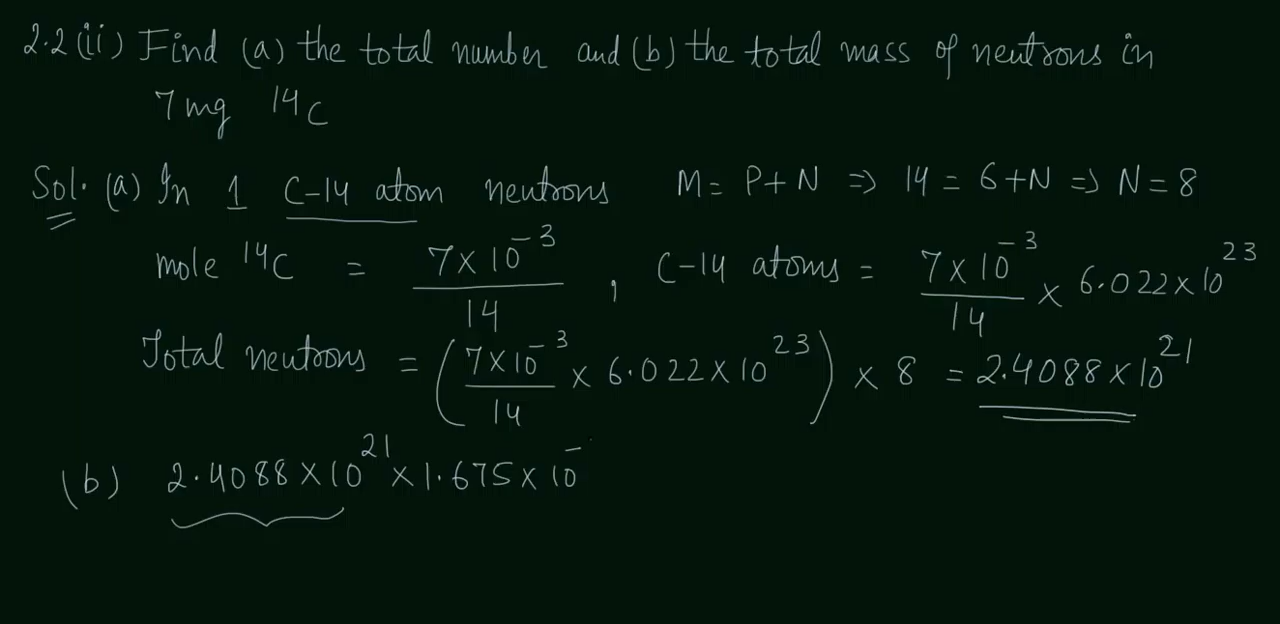 2.2 (ii) Find (a) the total number and (b) the total mass of neutrons in
7 mg ¹⁴C
Sol. (a) In 1 C-14 atom neutrons M = P+N ⇒ 14 = 6+N ⇒ N = 8
mole ¹⁴C = 7×10⁻³/14 , C-14 atoms = 7×10⁻³/14 × 6.022×10²³
Total neutrons = (7×10⁻³/14 × 6.022×10²³) × 8 = 2.4088×10²¹
(b) 2.4088×10²¹ × 1.675×10⁻